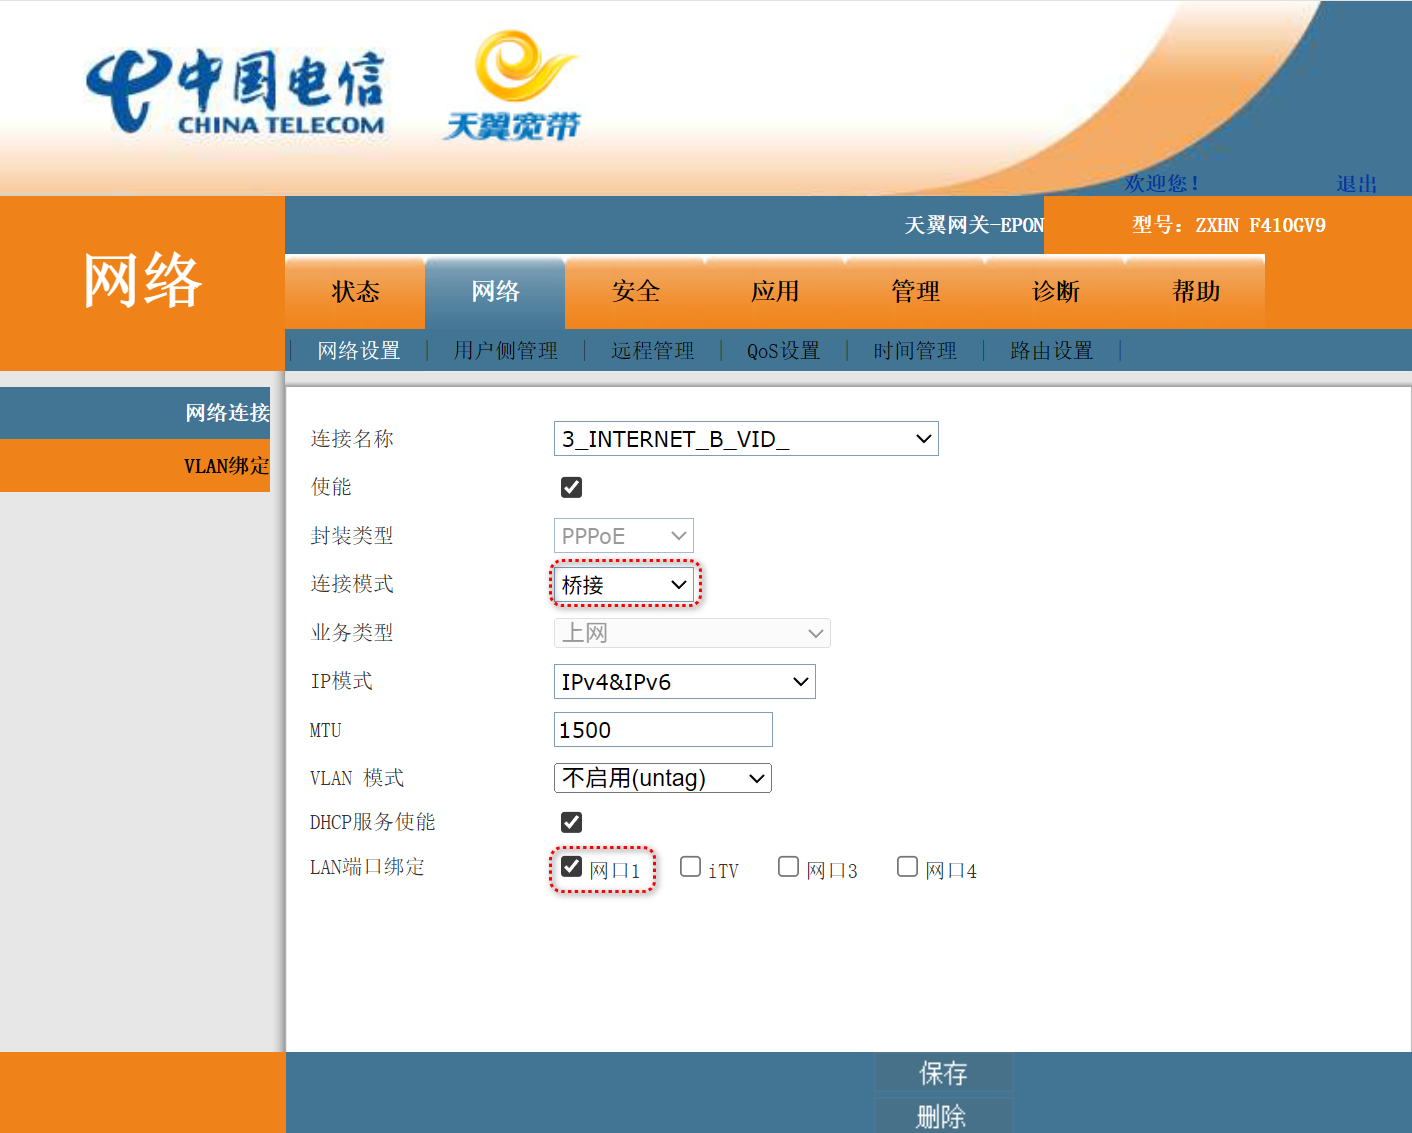 中国电信
CHINA TELECOM
天翼宽带
欢迎您！ 退出
天翼网关-EPON 型号：ZXHN F410GV9
网络
状态 网络 安全 应用 管理 诊断 帮助
网络设置 用户侧管理 远程管理 QoS设置 时间管理 路由设置
网络连接
VLAN绑定
连接名称 3_INTERNET_B_VID_
使能
封装类型 PPPoE
连接模式 桥接
业务类型 上网
IP模式 IPv4&IPv6
MTU 1500
VLAN 模式 不启用(untag)
DHCP服务使能
LAN端口绑定 网口1 iTV 网口3 网口4
保存
删除